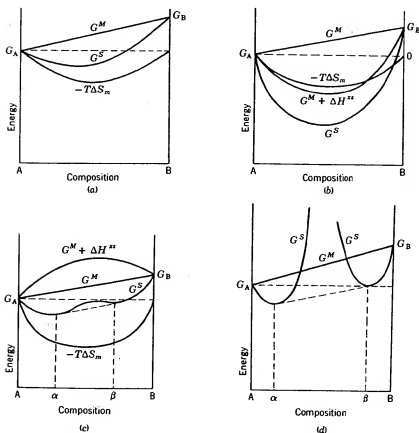 G_B
G^M
G_A
G^S
-TΔS_m
Energy
A
B
Composition
(a)
G_B
G^M
G_A
0
-TΔS_m
G^M + ΔH^xs
G^S
Energy
A
B
Composition
(b)
G^M + ΔH^xs
G^M
G_B
G_A
G^S
-TΔS_m
Energy
A
α
β
B
Composition
(c)
G^S
G^S
G^M
G_B
G_A
Energy
A
α
β
B
Composition
(d)